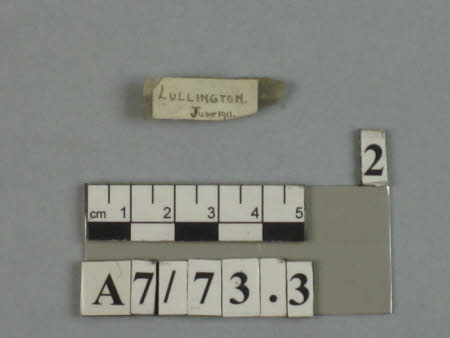 LULLINGTON.
June 1911.
2
cm 1 2 3 4 5
A7/73.3